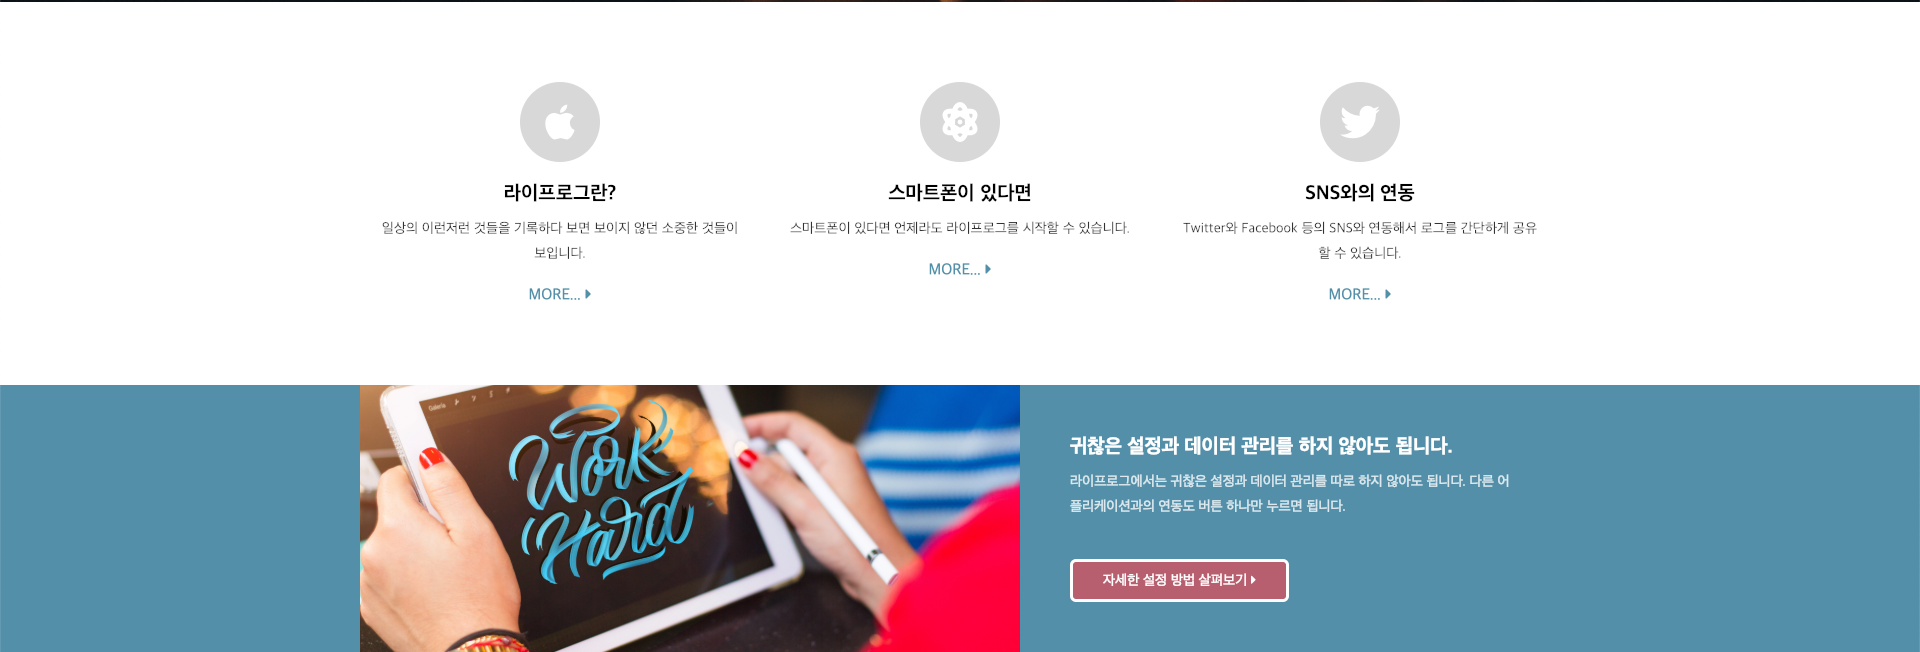 라이프로그란?
일상의 이런저런 것들을 기록하다 보면 보이지 않던 소중한 것들이
보입니다.
MORE...
스마트폰이 있다면
스마트폰이 있다면 언제라도 라이프로그를 시작할 수 있습니다.
MORE...
SNS와의 연동
Twitter와 Facebook 등의 SNS와 연동해서 로그를 간단하게 공유
할 수 있습니다.
MORE...
Galería
Work
Hard
귀찮은 설정과 데이터 관리를 하지 않아도 됩니다.
라이프로그에서는 귀찮은 설정과 데이터 관리를 따로 하지 않아도 됩니다. 다른 어
플리케이션과의 연동도 버튼 하나만 누르면 됩니다.
자세한 설정 방법 살펴보기